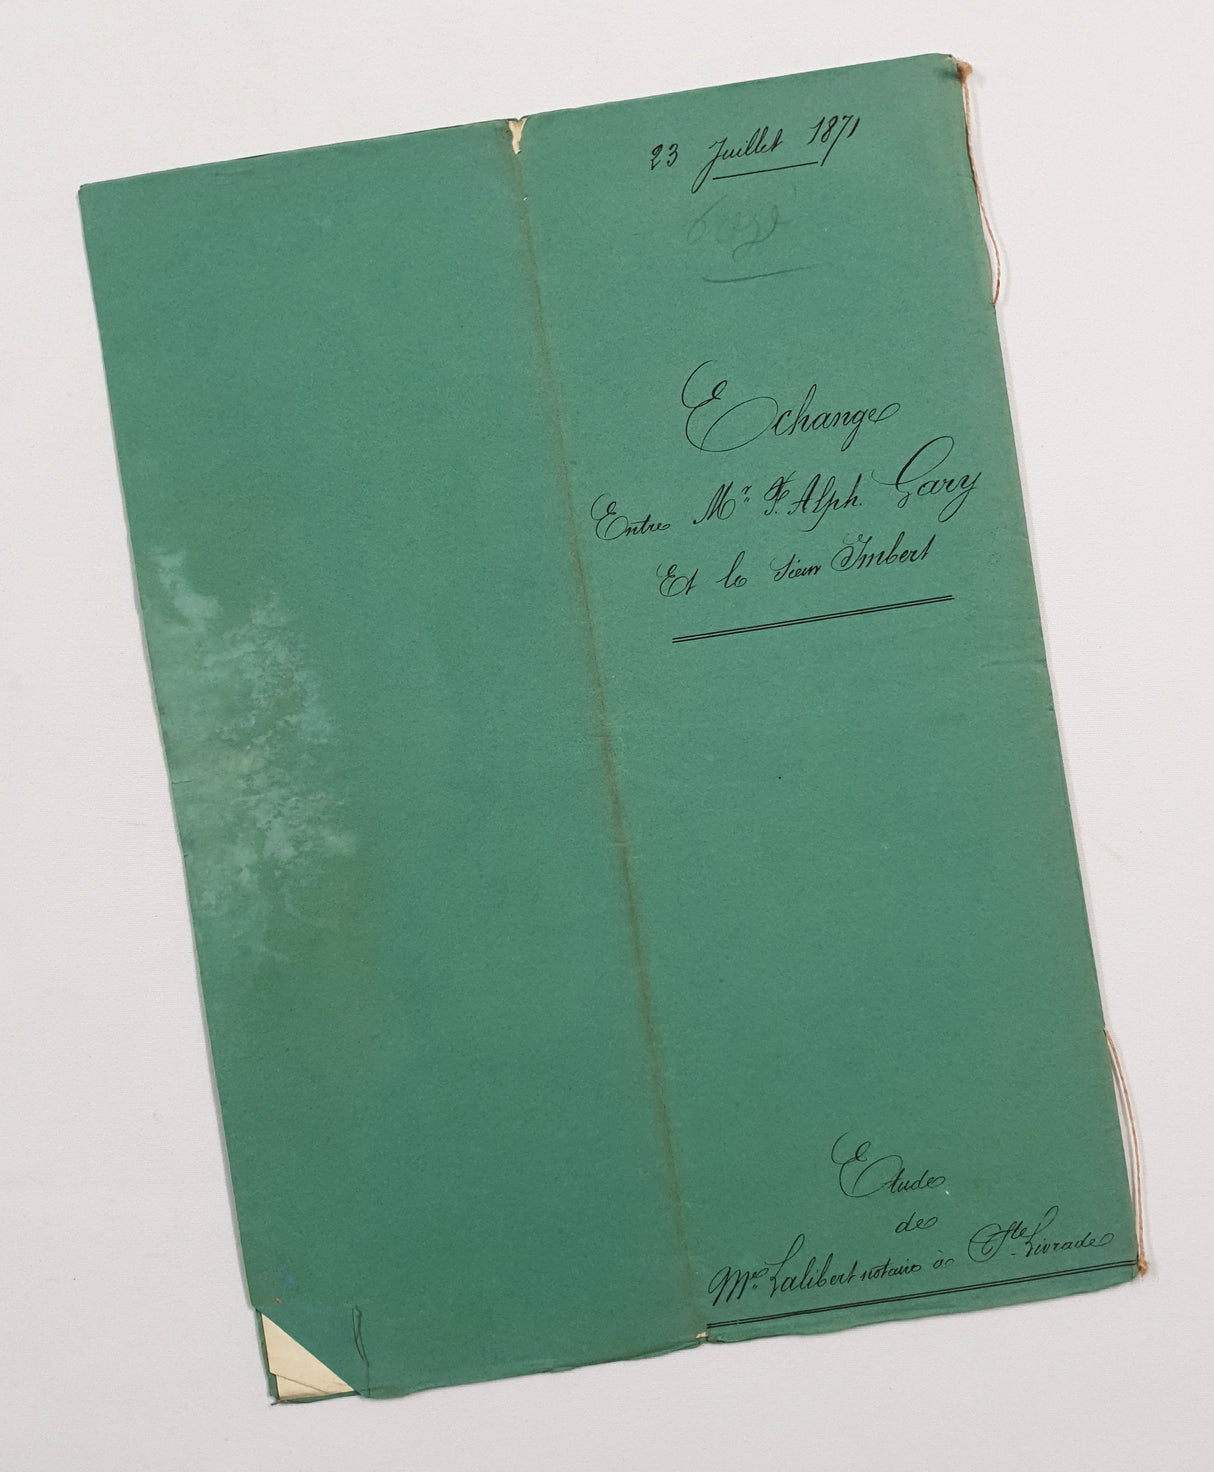 23 Juillet 1871
Echange
Entre Mr. F. Alph. Gary
Et le sieur Imbert
Etude
de
Me. Lalibert notaire à Ste. Livrade